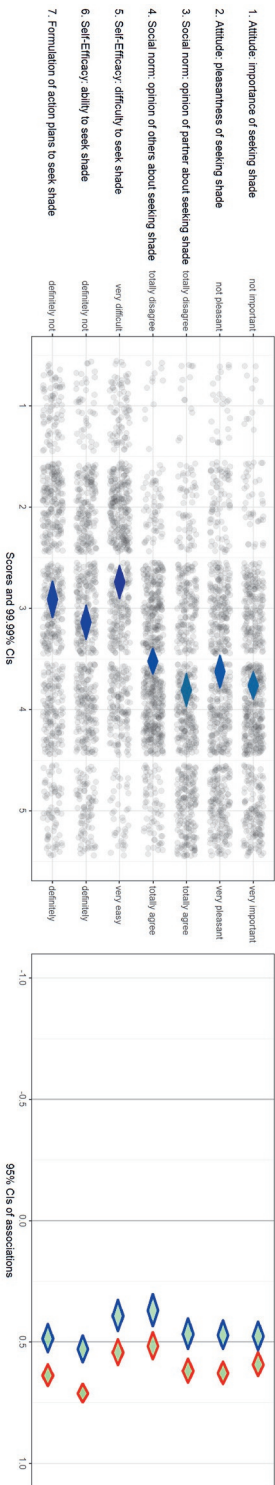 1. Attitude: importance of seeking shade
2. Attitude: pleasantness of seeking shade
3. Social norm: opinion of partner about seeking shade
4. Social norm: opinion of others about seeking shade
5. Self-Efficacy: difficulty to seek shade
6. Self-Efficacy: ability to seek shade
7. Formulation of action plans to seek shade
not important
not pleasant
totally disagree
totally disagree
very difficult
definitely not
definitely not
1 2 3 4 5
Scores and 99.99% CIs
very important
very pleasant
totally agree
totally agree
very easy
definitely
definitely
-1.0 -0.5 0.0 0.5 1.0
95% CIs of associations